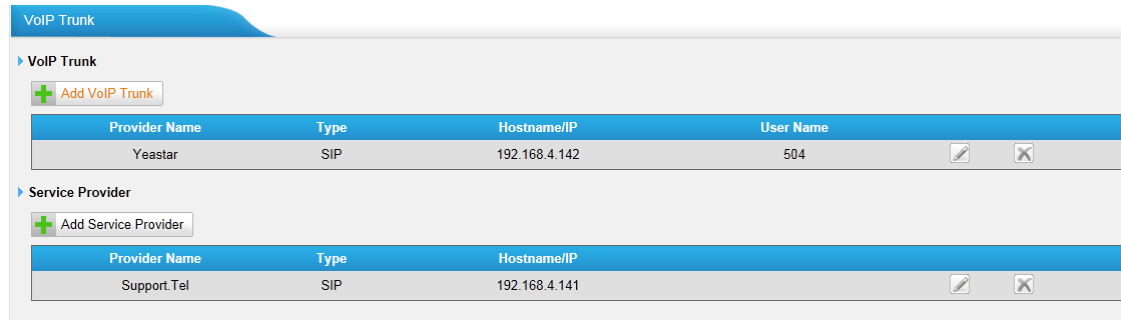 VoIP Trunk
VoIP Trunk
Add VoIP Trunk
Provider Name Type Hostname/IP User Name
Yeastar SIP 192.168.4.142 504
Service Provider
Add Service Provider
Provider Name Type Hostname/IP
Support.Tel SIP 192.168.4.141